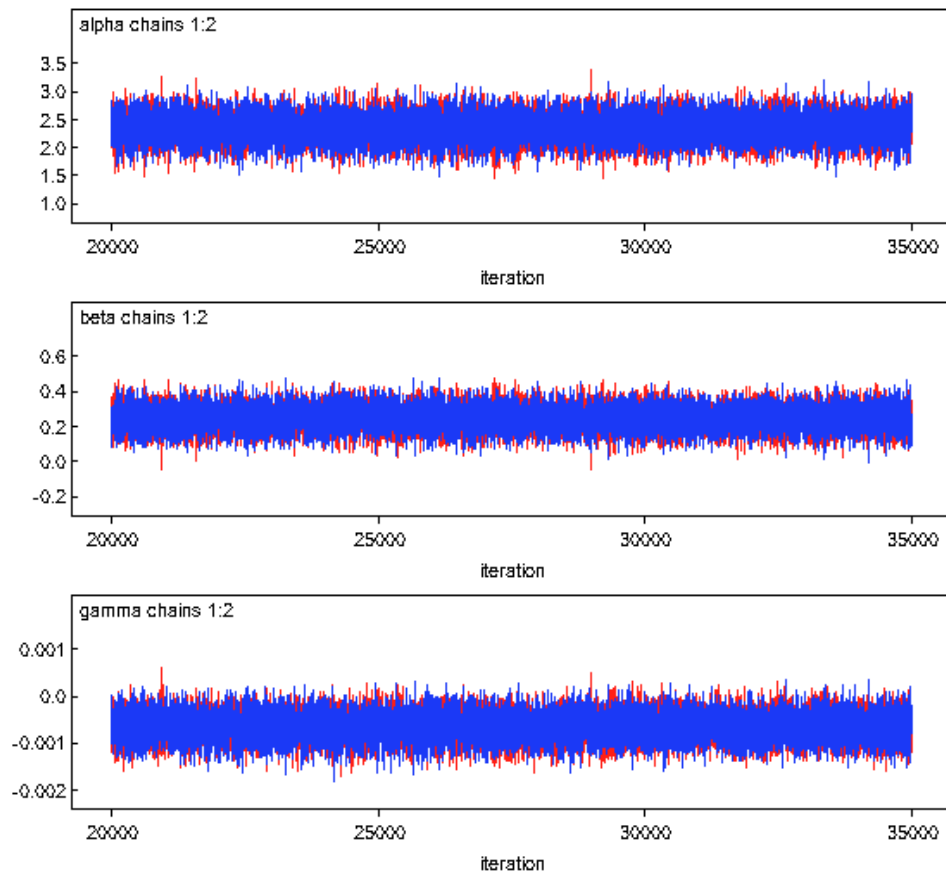 alpha chains 1:2
3.5
3.0
2.5
2.0
1.5
1.0
20000 25000 30000 35000
iteration
beta chains 1:2
0.6
0.4
0.2
0.0
-0.2
20000 25000 30000 35000
iteration
gamma chains 1:2
0.001
0.0
-0.001
-0.002
20000 25000 30000 35000
iteration